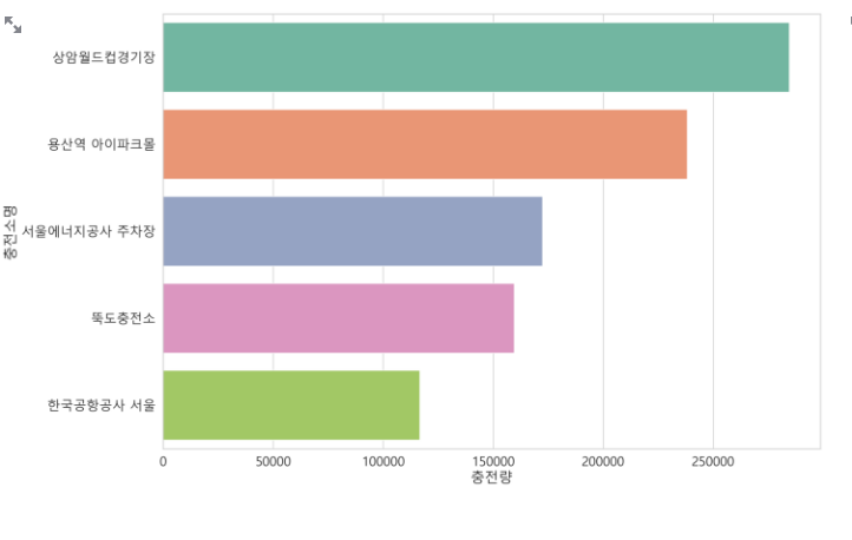 상암월드컵경기장
용산역 아이파크몰
서울에너지공사 주차장
뚝도충전소
한국공항공사 서울
충전소명
0 50000 100000 150000 200000 250000
충전량